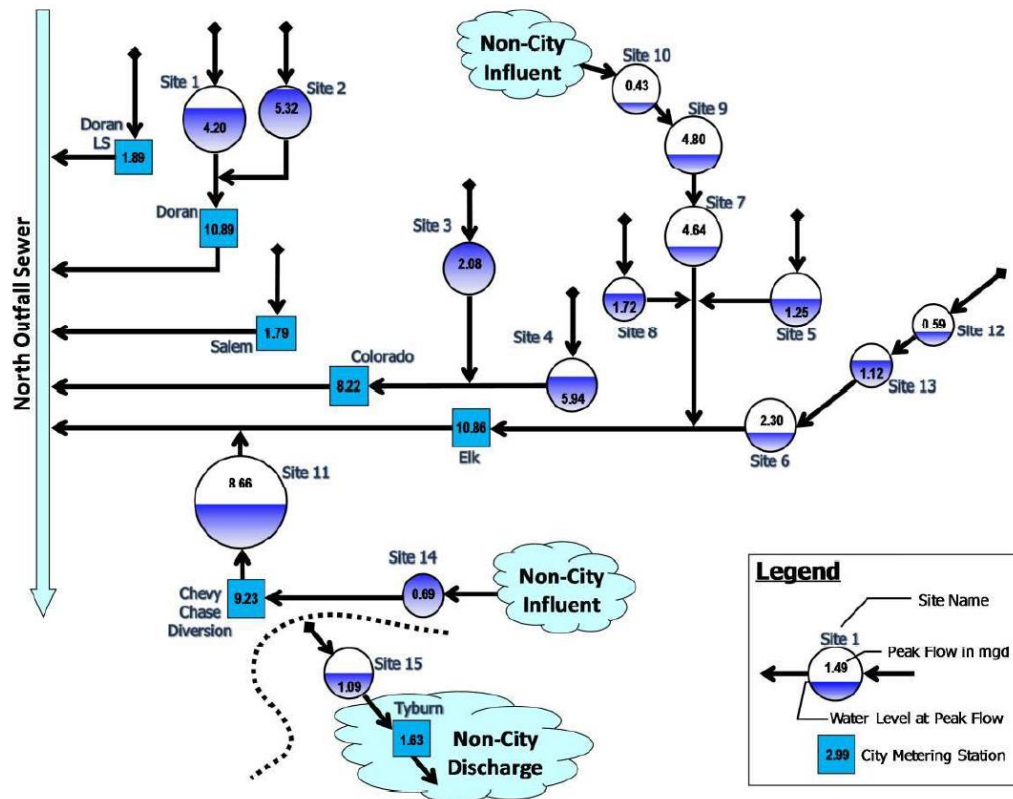 North Outfall Sewer
Doran
LS
1.89
Site 1
4.20
Site 2
5.32
Doran
10.89
Non-City
Influent
Site 10
0.43
Site 9
4.80
Site 7
4.64
Site 3
2.08
Salem
1.79
Site 4
5.94
Colorado
8.22
1.72
Site 8
1.25
Site 5
0.59
Site 12
1.12
Site 13
2.30
Site 6
10.86
Elk
Site 11
8.66
Chevy
Chase
Diversion
9.23
Site 14
0.69
Non-City
Influent
Site 15
1.09
Tyburn
1.63
Non-City
Discharge
Legend
Site Name
Site 1
Peak Flow in mgd
1.49
Water Level at Peak Flow
2.99
City Metering Station